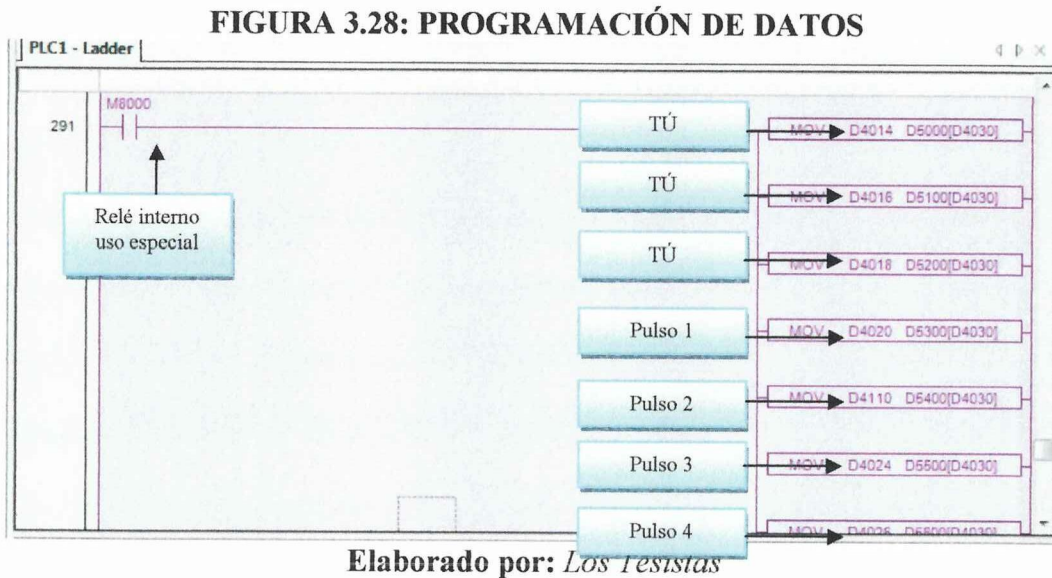 FIGURA 3.28: PROGRAMACIÓN DE DATOS
PLC1 - Ladder
M8000
291
Relé interno
uso especial
TÚ
MOV D4014 D5000[D4030]
TÚ
MOV D4016 D5100[D4030]
TÚ
MOV D4018 D5200[D4030]
Pulso 1
MOV D4020 D5300[D4030]
Pulso 2
MOV D4110 D5400[D4030]
Pulso 3
MOV D4024 D5500[D4030]
Pulso 4
MOV
Elaborado por: Los Tesistas